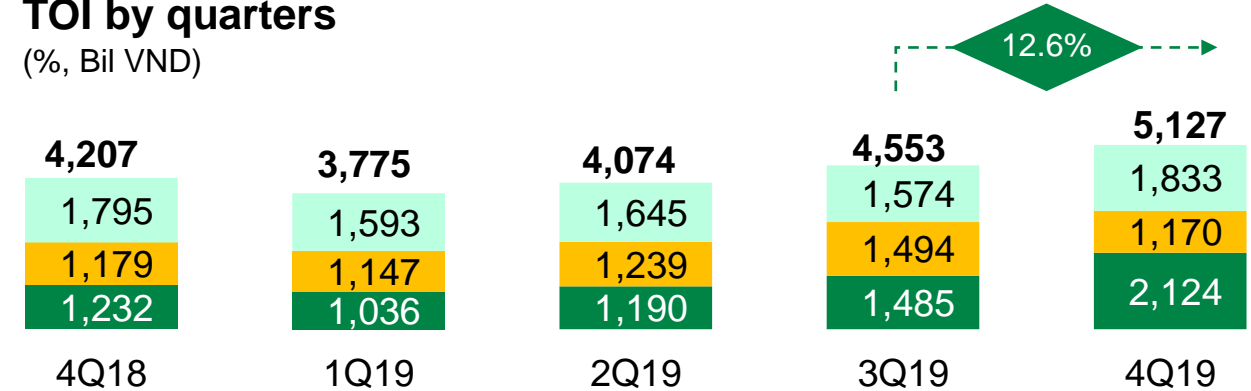 TOI by quarters
(%, Bil VND)
12.6%
4,207 3,775 4,074 4,553 5,127
1,795 1,593 1,645 1,574 1,833
1,179 1,147 1,239 1,494 1,170
1,232 1,036 1,190 1,485 2,124
4Q18 1Q19 2Q19 3Q19 4Q19